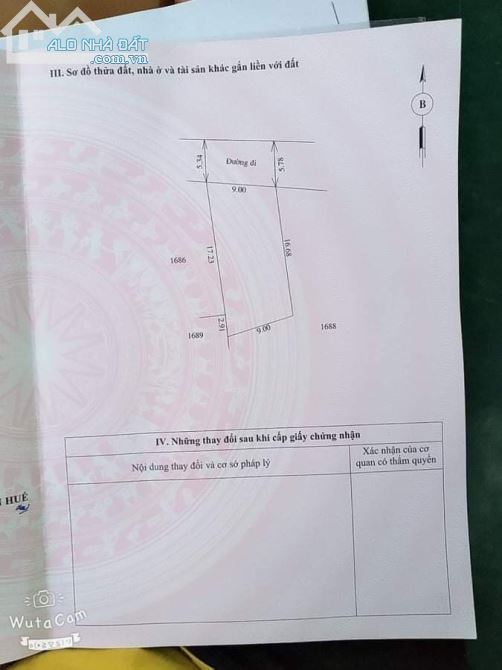 ALO NHÀ ĐẤT
.com.vn
III. Sơ đồ thửa đất, nhà ở và tài sản khác gắn liền với đất
B
5.34
Đường đi
5.78
9.00
17.23
16.68
1686
2.91
1689
9.00
1688
IV. Những thay đổi sau khi cấp giấy chứng nhận
Nội dung thay đổi và cơ sở pháp lý
Xác nhận của cơ
quan có thẩm quyền
HUẾ
WutaCam